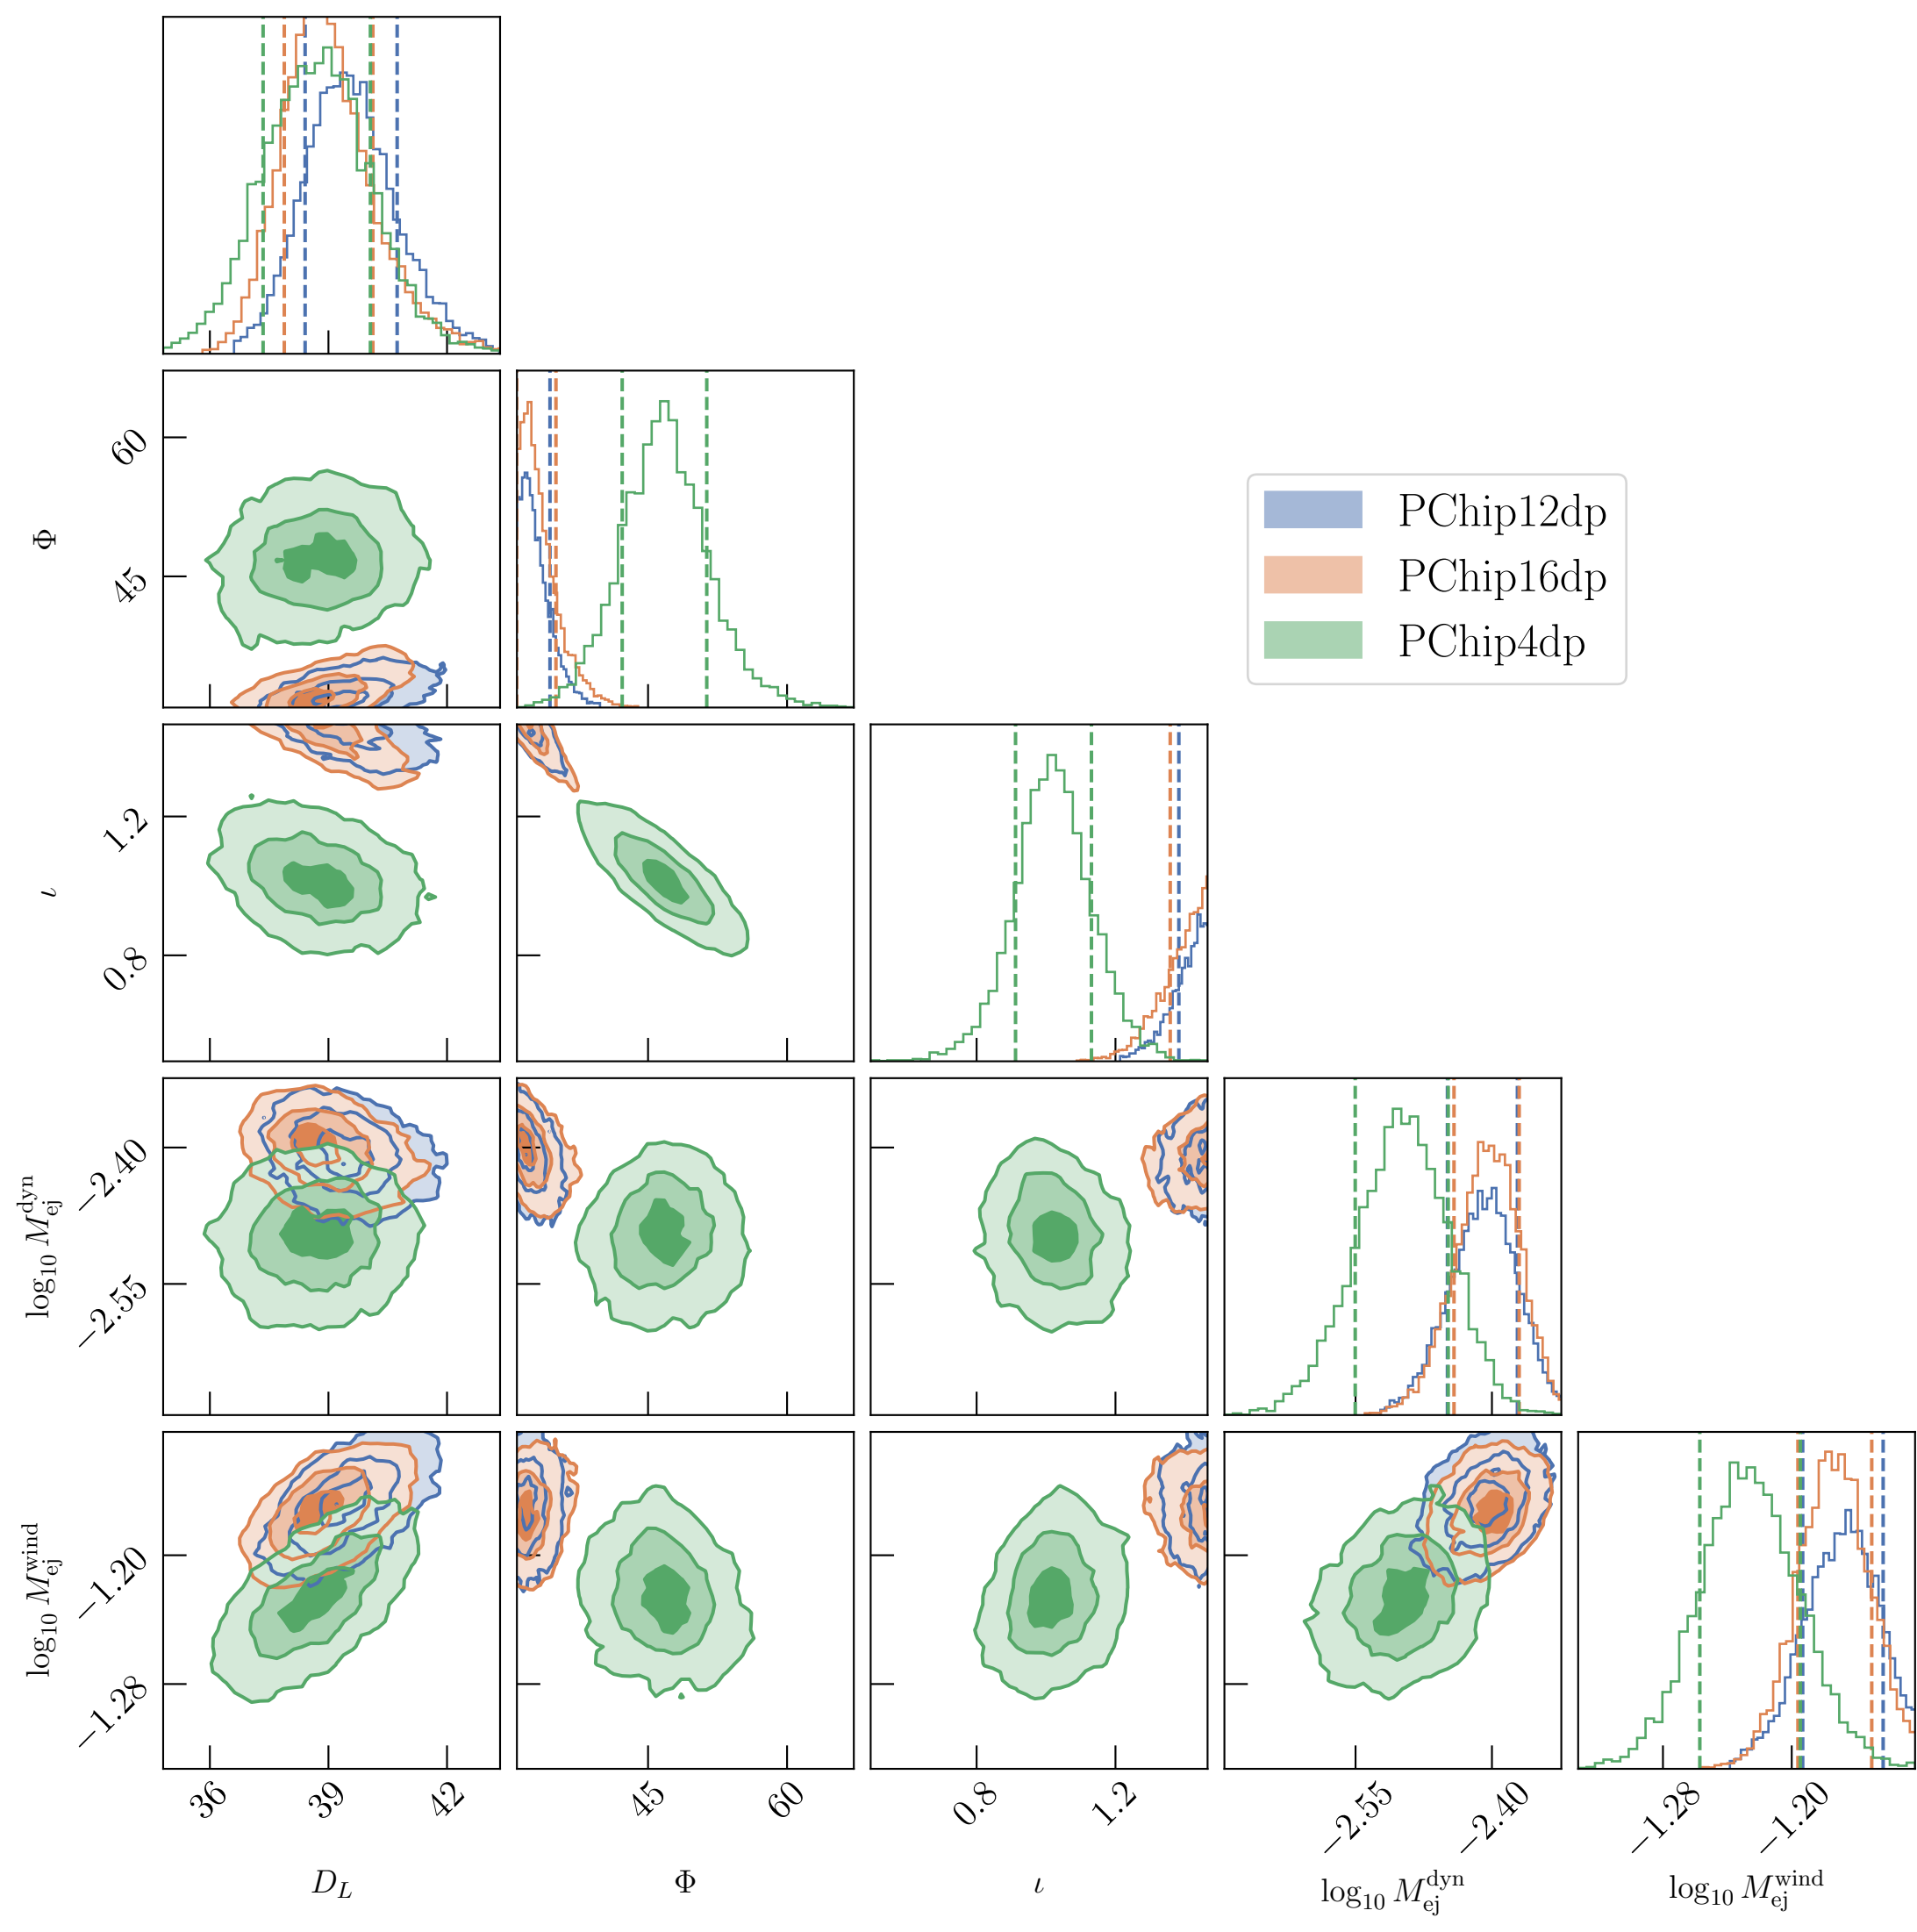 60
45
Φ
PChip12dp
PChip16dp
PChip4dp
1.2
0.8
ι
−2.40
−2.55
log₁₀ M_ej^dyn
−1.20
−1.28
log₁₀ M_ej^wind
36 39 42 45 60 0.8 1.2 −2.55 −2.40 −1.28 −1.20
D_L Φ ι log₁₀ M_ej^dyn log₁₀ M_ej^wind